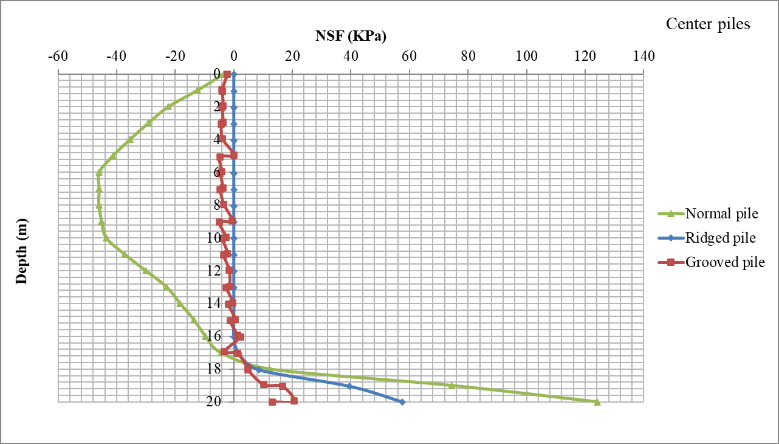 Center piles
NSF (KPa)
-60 -40 -20 0 20 40 60 80 100 120 140
0
2
4
6
8
10
12
14
16
18
20
Depth (m)
Normal pile
Ridged pile
Grooved pile